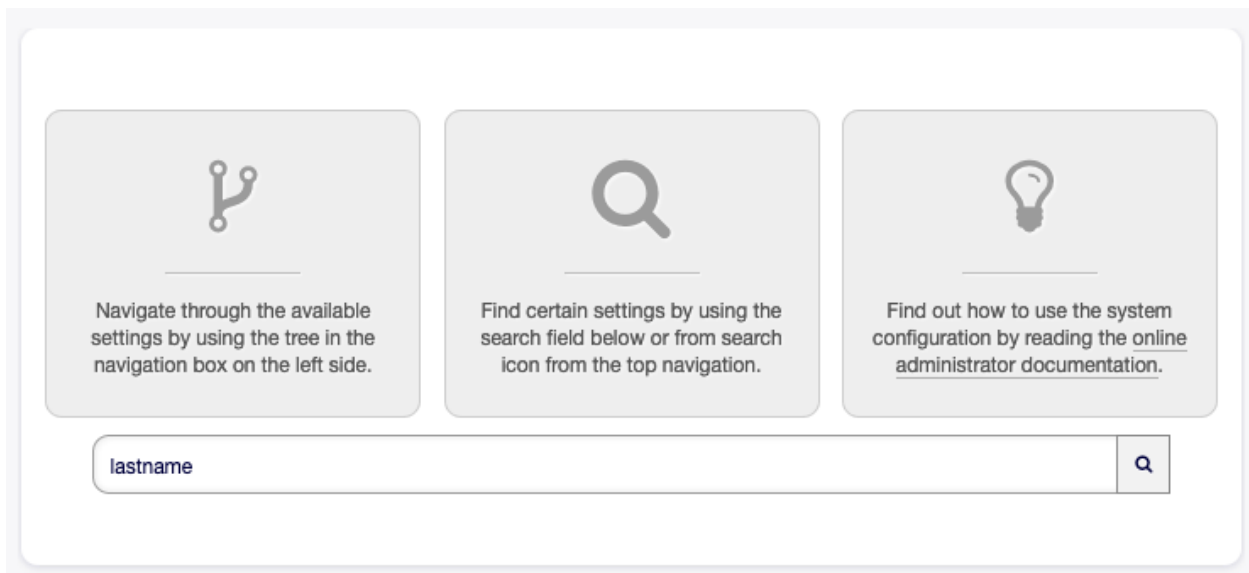 Navigate through the available
settings by using the tree in the
navigation box on the left side.
Find certain settings by using the
search field below or from search
icon from the top navigation.
Find out how to use the system
configuration by reading the online
administrator documentation.
lastname